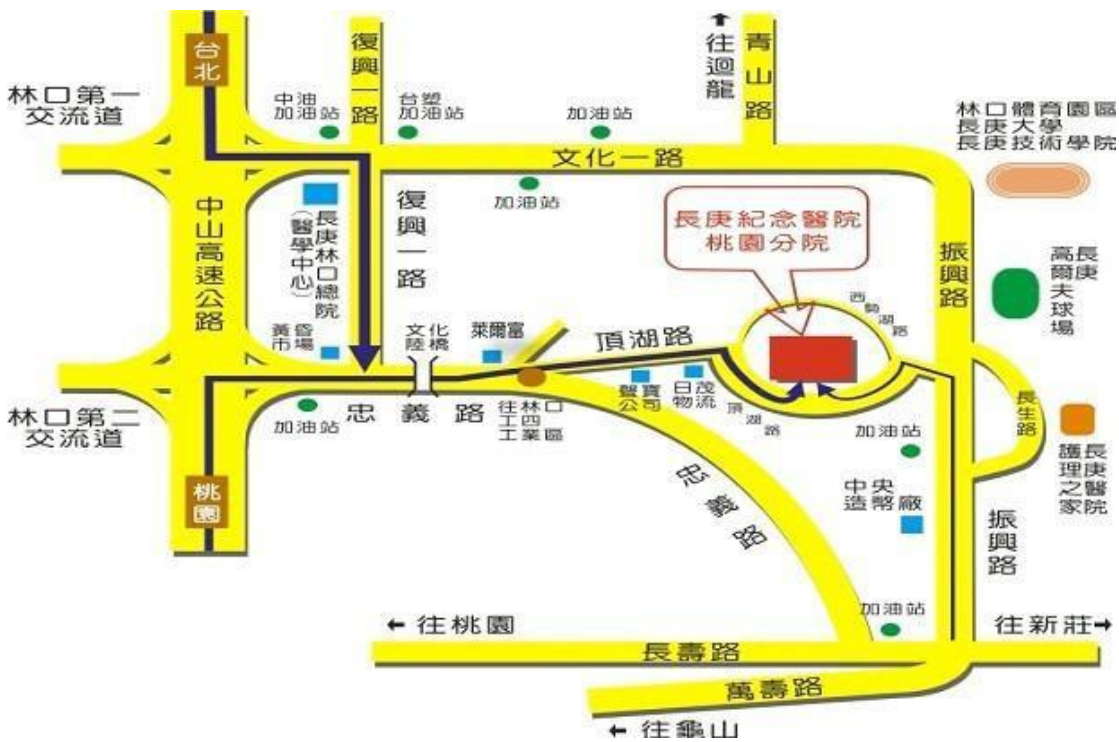 台北
林口第一
交流道
中油
加油站
復興一路
台塑
加油站
加油站
往迴龍
青山路
林口體育園區
長庚大學
長庚技術學院
文化一路
加油站
中山高速公路
長庚林口總院
(醫學中心)
復興一路
長庚紀念醫院
桃園分院
振興路
長庚
高爾夫球場
黃昏
市場
文化
陸橋
萊爾富
頂湖路
西勢湖路
林口第二
交流道
加油站
忠義路
往林口
工四
工業區
聲寶
公司
日茂
物流
頂湖路
長生路
加油站
長庚醫院
護理之家
桃園
忠義路
中央
造幣廠
振興路
加油站
往桃園
往新莊
長壽路
萬壽路
往龜山